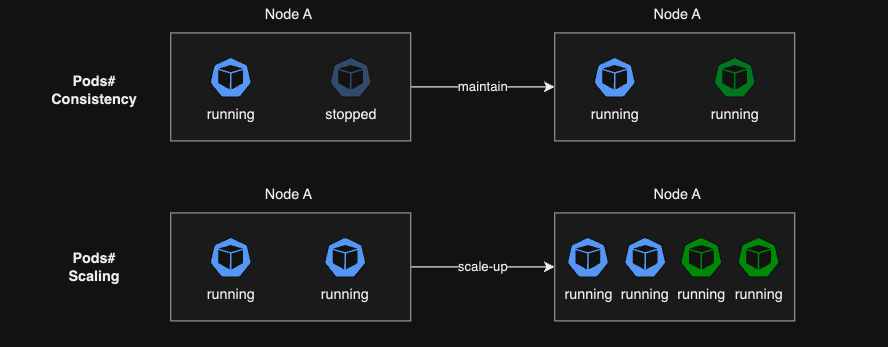 Node A
Node A
Pods#
Consistency
running
stopped
maintain
running
running
Node A
Node A
Pods#
Scaling
running
running
scale-up
running
running
running
running